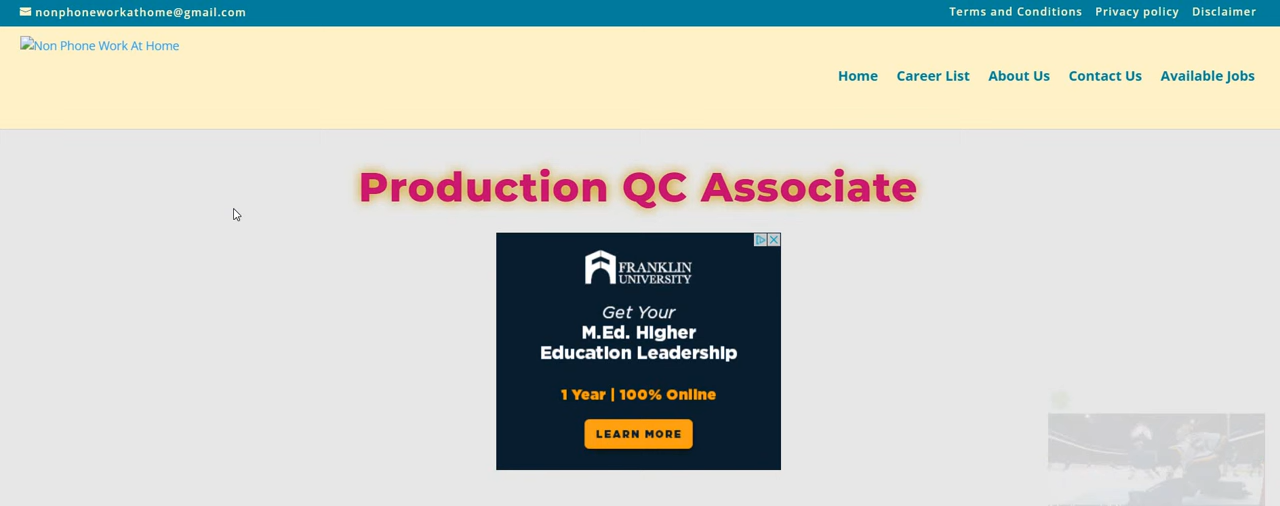 nonphoneworkathome@gmail.com
Terms and Conditions Privacy policy Disclaimer
Non Phone Work At Home
Home Career List About Us Contact Us Available Jobs
Production QC Associate
FRANKLIN
UNIVERSITY
Get Your
M.Ed. Higher
Education Leadership
1 Year | 100% Online
LEARN MORE